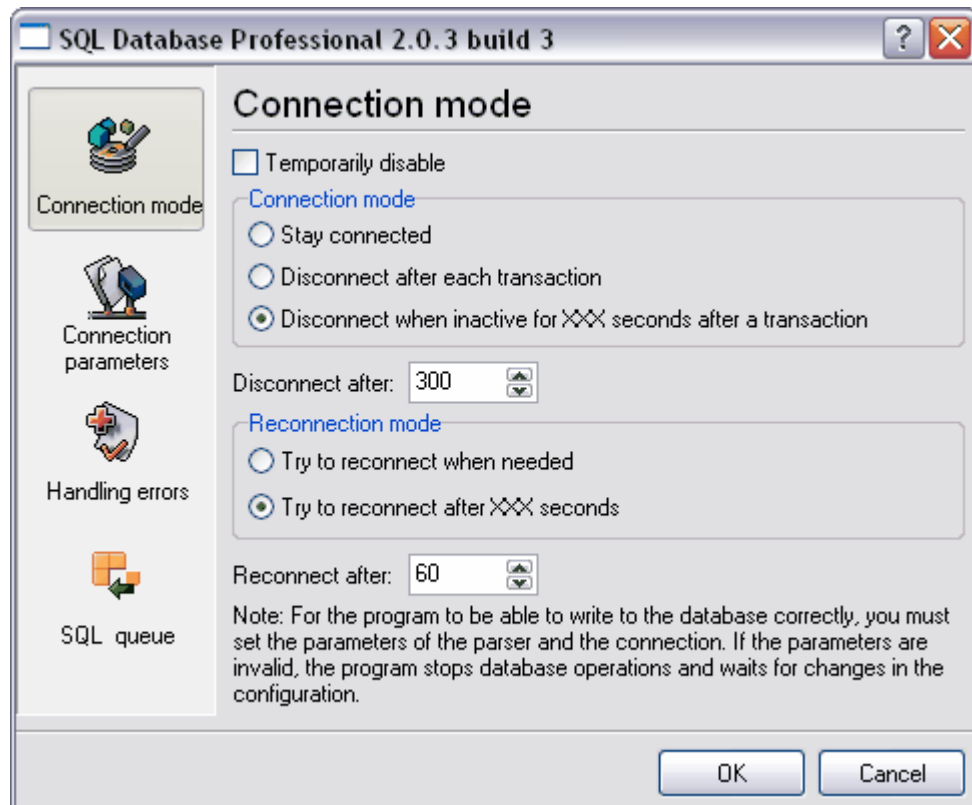 SQL Database Professional 2.0.3 build 3
Connection mode
Connection parameters
Handling errors
SQL queue
Connection mode
Temporarily disable
Connection mode
Stay connected
Disconnect after each transaction
Disconnect when inactive for XXX seconds after a transaction
Disconnect after: 300
Reconnection mode
Try to reconnect when needed
Try to reconnect after XXX seconds
Reconnect after: 60
Note: For the program to be able to write to the database correctly, you must
set the parameters of the parser and the connection. If the parameters are
invalid, the program stops database operations and waits for changes in the
configuration.
OK Cancel